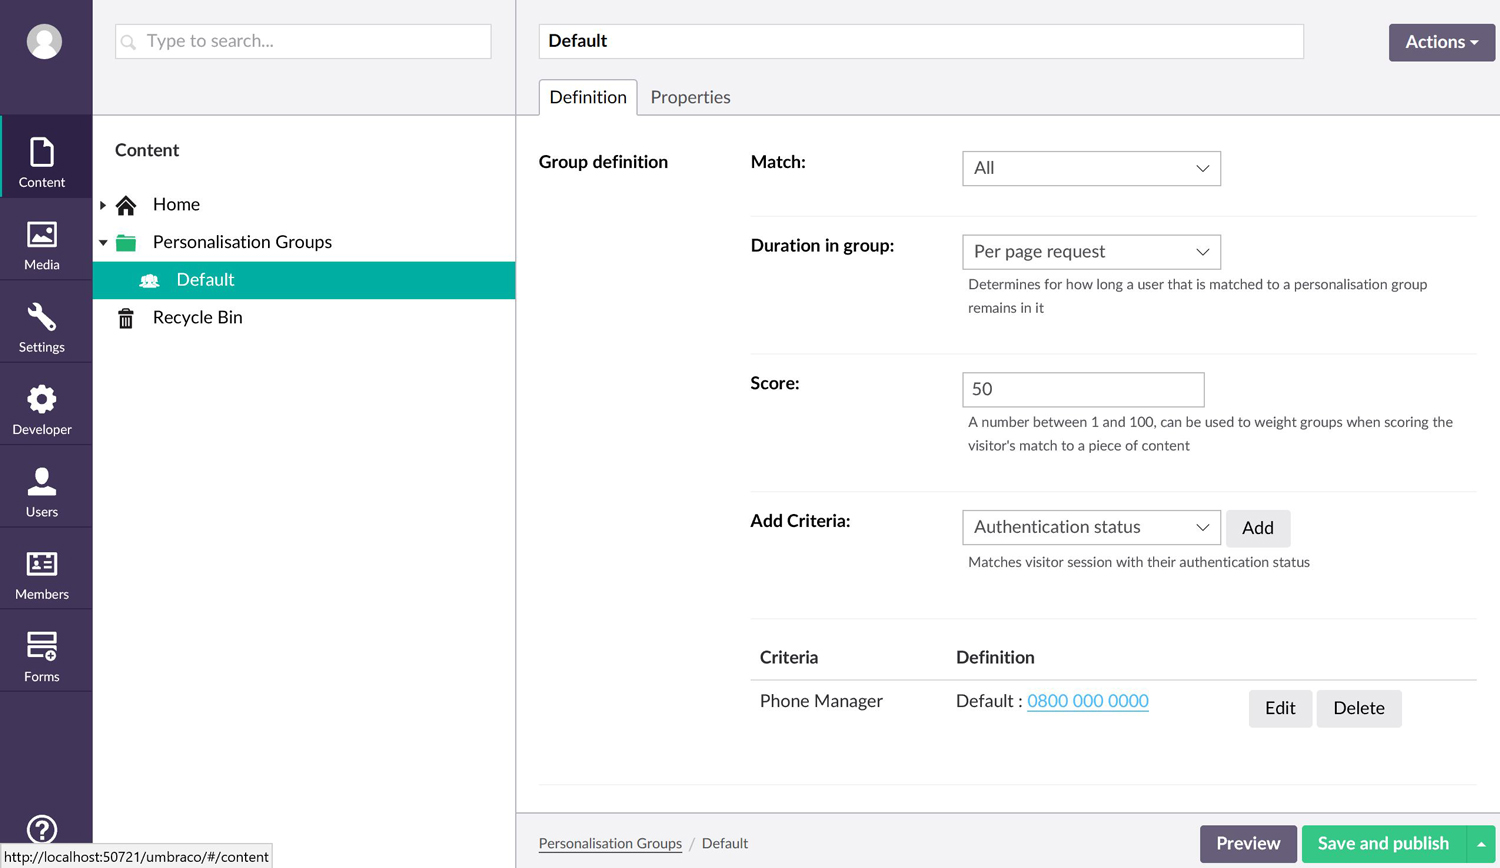 Type to search...
Default
Actions
Definition
Properties
Content
Media
Settings
Developer
Users
Members
Forms
Content
Home
Personalisation Groups
Default
Recycle Bin
Group definition
Match:
All
Duration in group:
Per page request
Determines for how long a user that is matched to a personalisation group
remains in it
Score:
50
A number between 1 and 100, can be used to weight groups when scoring the
visitor's match to a piece of content
Add Criteria:
Authentication status
Add
Matches visitor session with their authentication status
Criteria Definition
Phone Manager Default : 0800 000 0000 Edit Delete
Personalisation Groups / Default
Preview
Save and publish
http://localhost:50721/umbraco/#/content